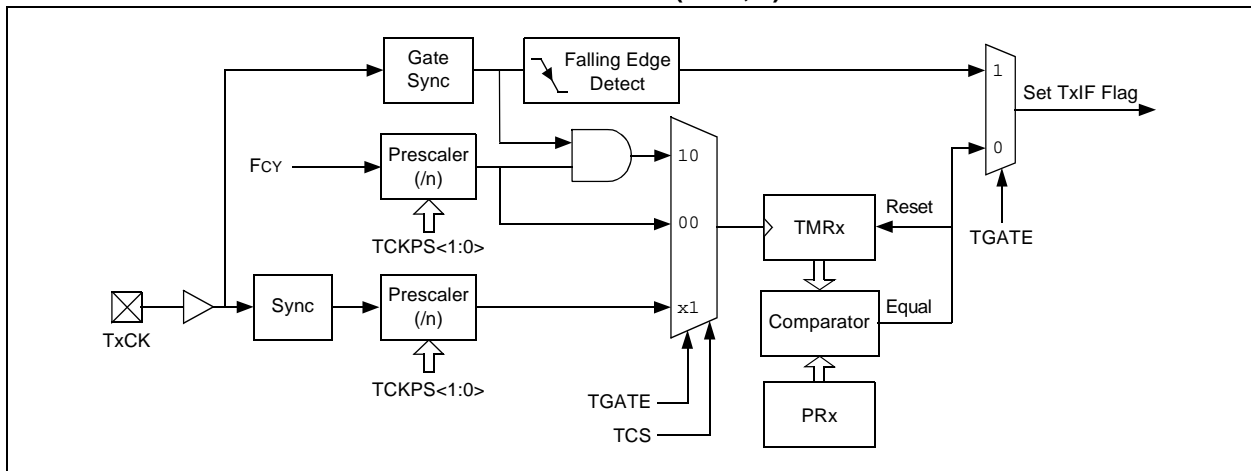 Gate
Sync
Falling Edge
Detect
1
Set TxIF Flag
0
TGATE
FCY
Prescaler
(/n)
TCKPS<1:0>
10
00
x1
TMRx
Reset
TxCK
Sync
Prescaler
(/n)
TCKPS<1:0>
Comparator
Equal
TGATE
TCS
PRx